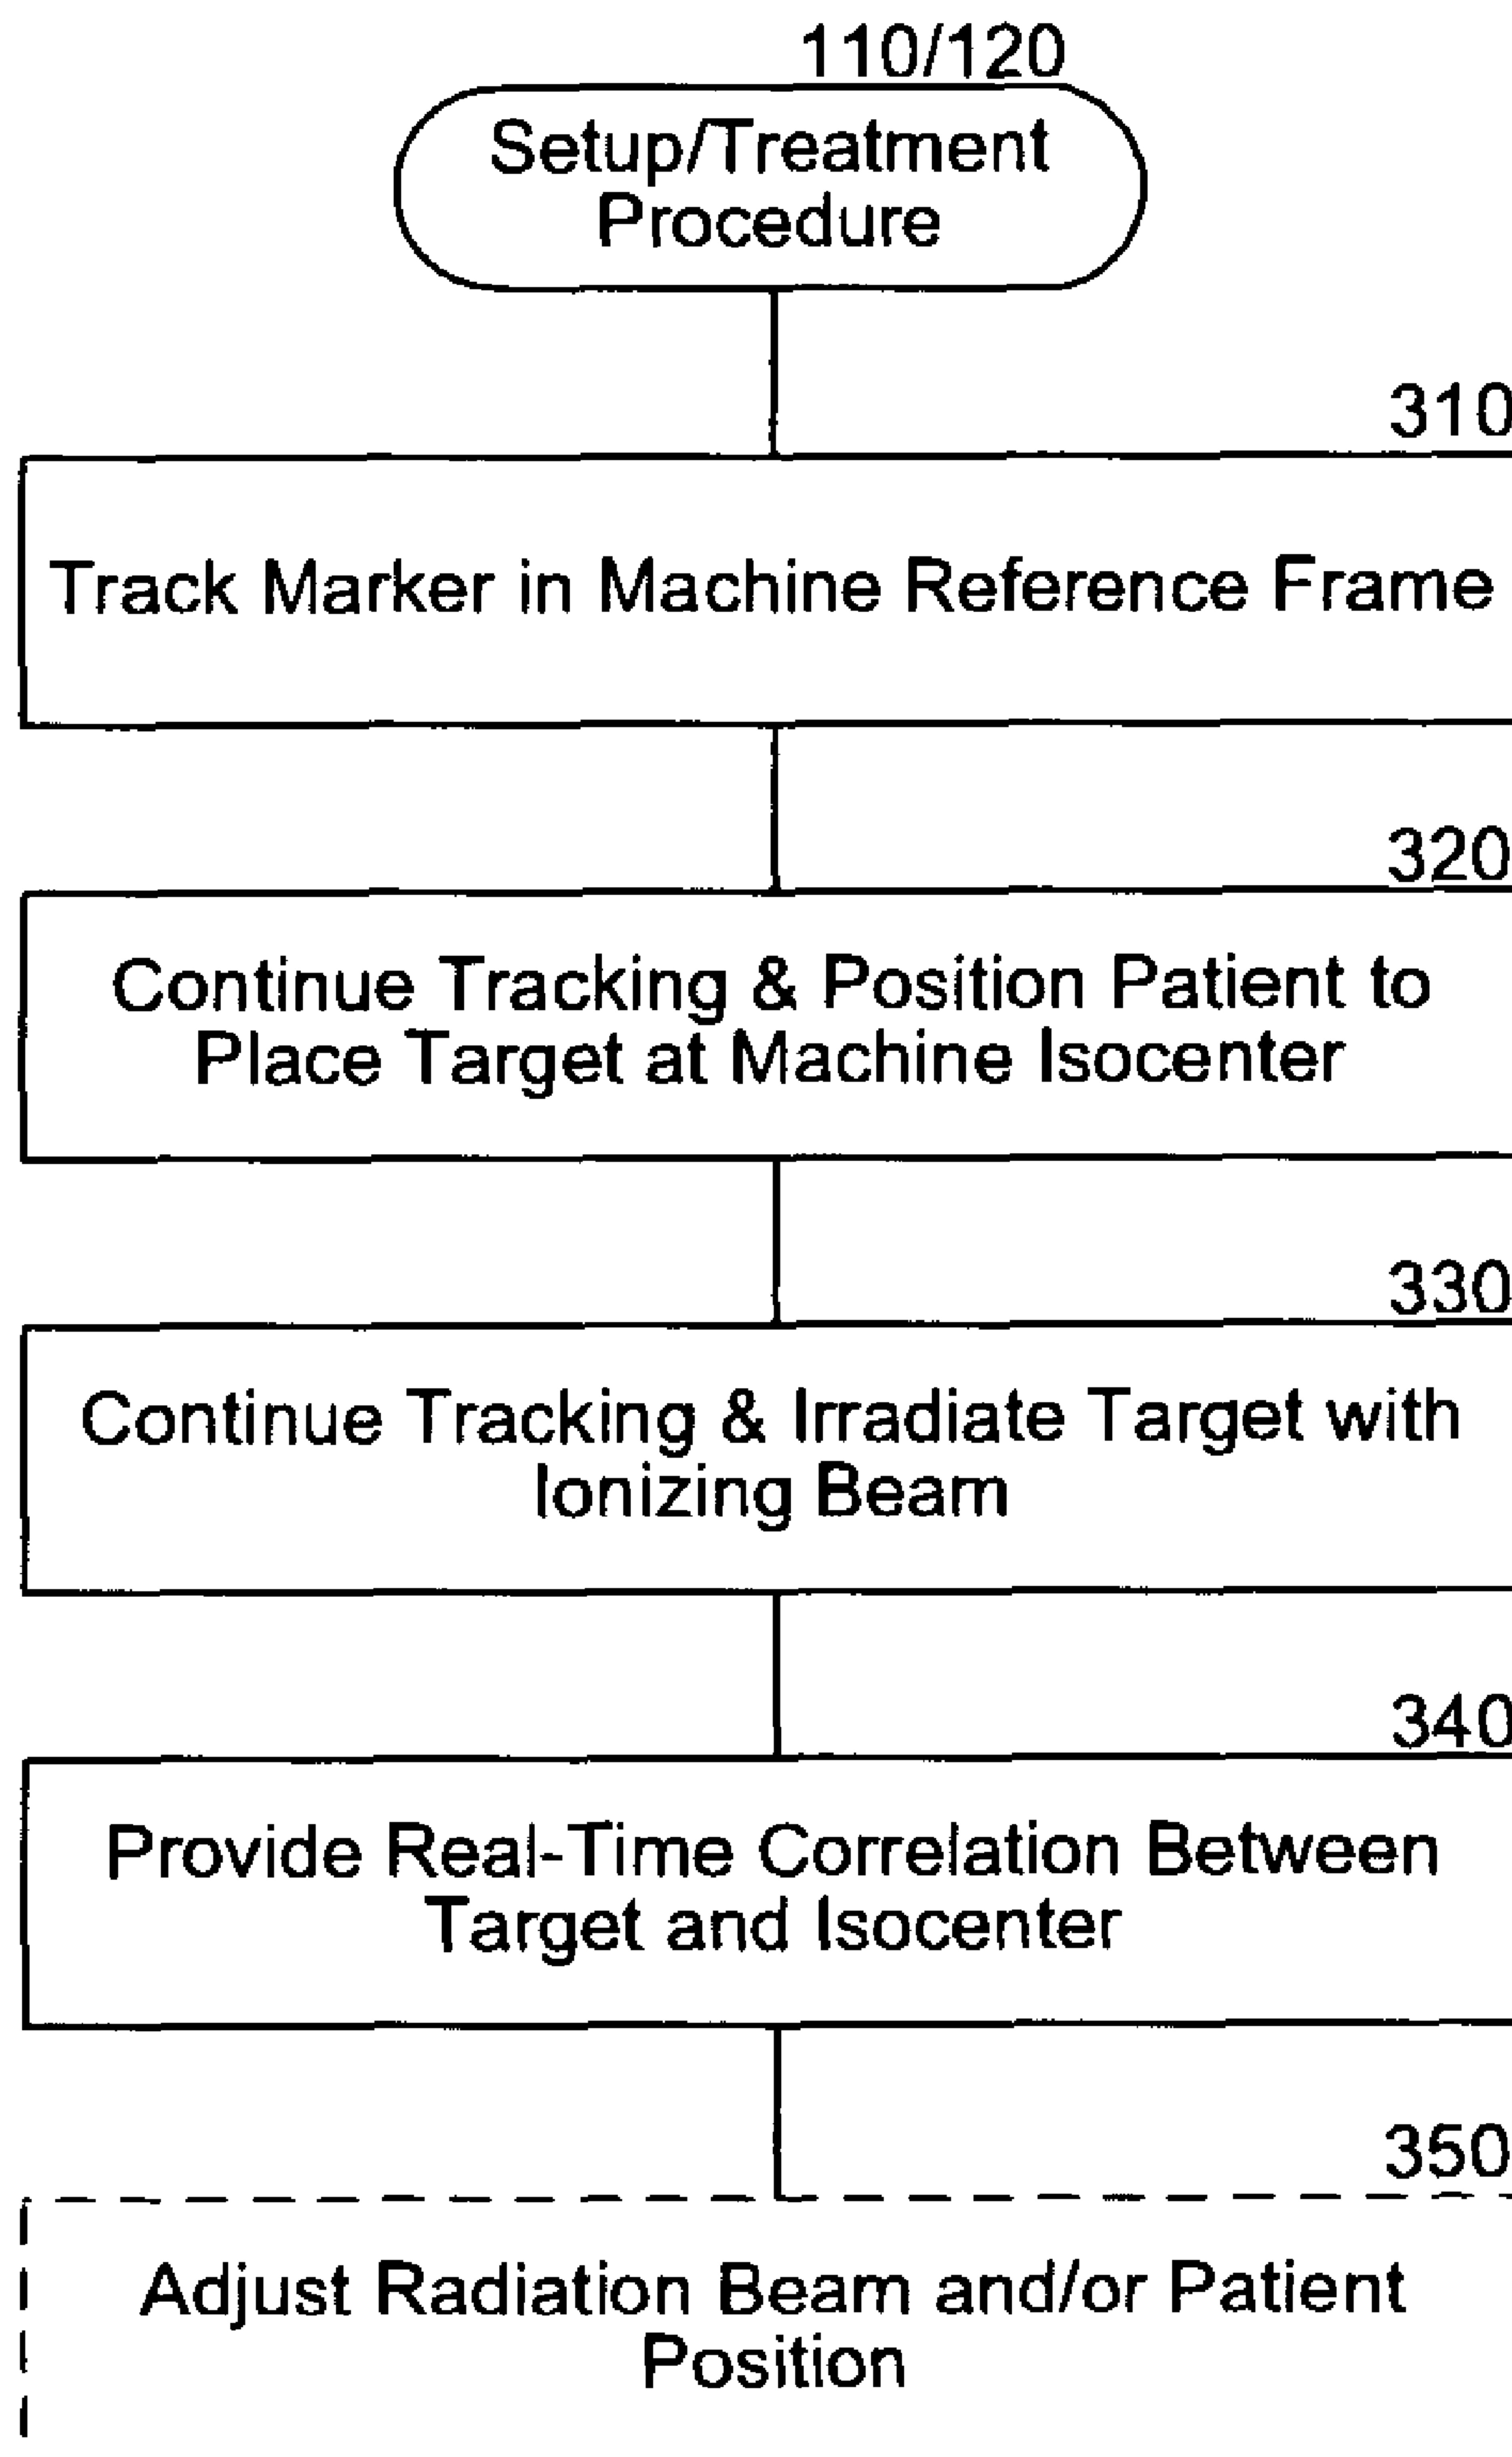 110/120
Setup/Treatment
Procedure
310
Track Marker in Machine Reference Frame
320
Continue Tracking & Position Patient to
Place Target at Machine Isocenter
330
Continue Tracking & Irradiate Target with
Ionizing Beam
340
Provide Real-Time Correlation Between
Target and Isocenter
350
Adjust Radiation Beam and/or Patient
Position